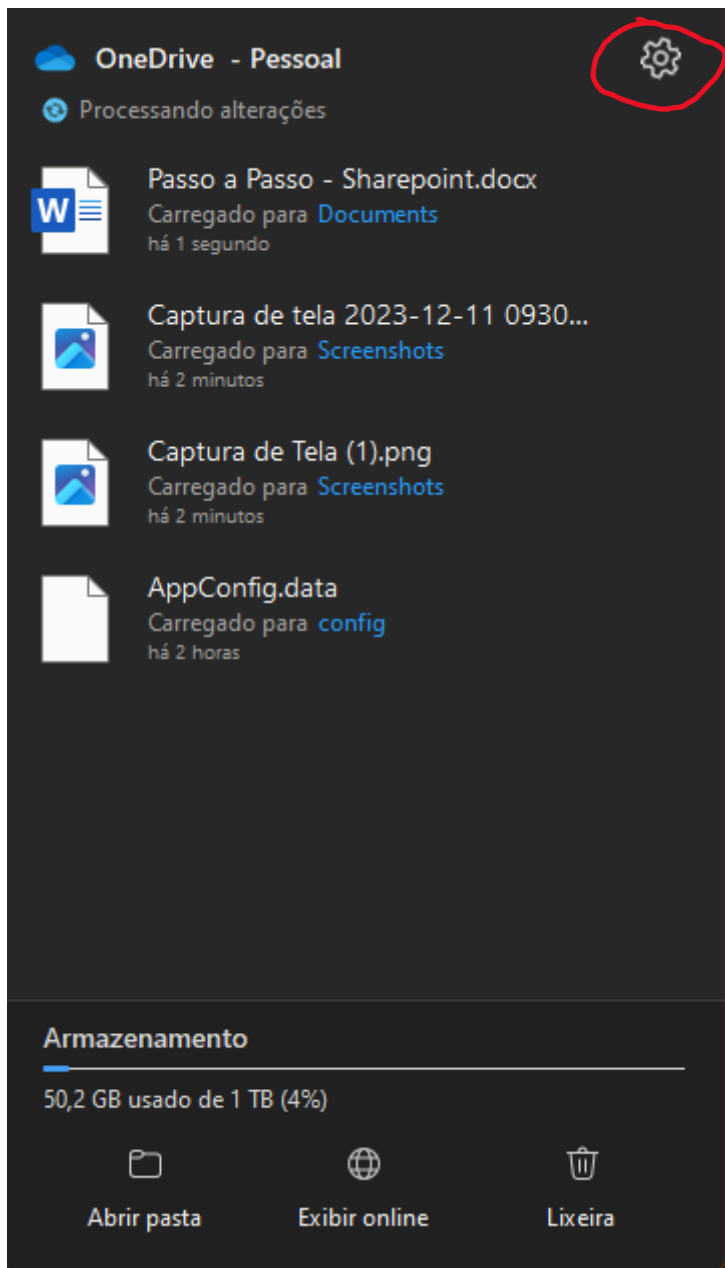 OneDrive - Pessoal
Processando alterações
Passo a Passo - Sharepoint.docx
Carregado para Documents
há 1 segundo
W
Captura de tela 2023-12-11 0930...
Carregado para Screenshots
há 2 minutos
Captura de Tela (1).png
Carregado para Screenshots
há 2 minutos
AppConfig.data
Carregado para config
há 2 horas
Armazenamento
50,2 GB usado de 1 TB (4%)
Abrir pasta Exibir online Lixeira